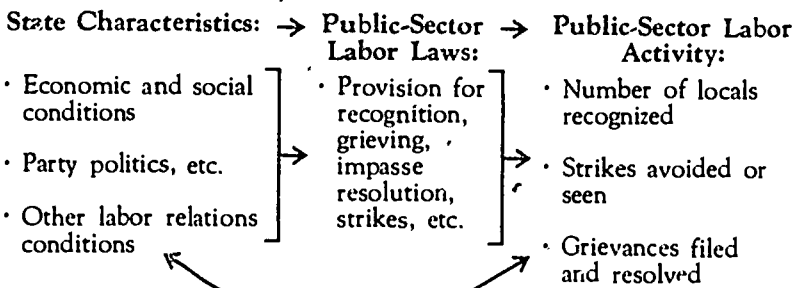 State Characteristics: → Public-Sector Labor Laws: → Public-Sector Labor Activity:
· Economic and social
conditions
· Party politics, etc.
· Other labor relations
conditions
· Provision for
recognition,
grieving,
impasse
resolution,
strikes, etc.
· Number of locals
recognized
· Strikes avoided or
seen
· Grievances filed
and resolved